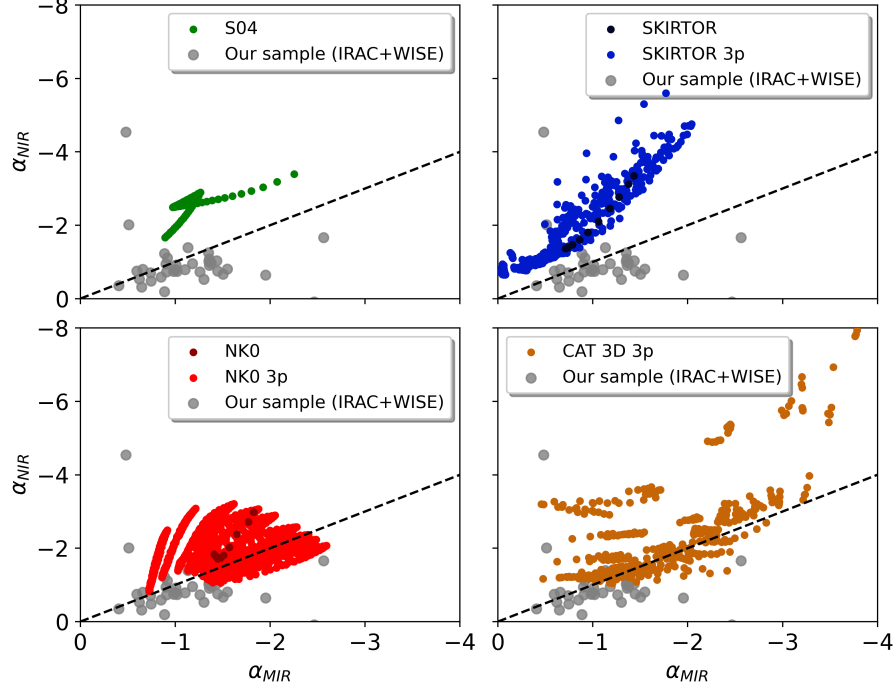 −8
−6
−4
−2
0
α_NIR
S04
Our sample (IRAC+WISE)
SKIRTOR
SKIRTOR 3p
Our sample (IRAC+WISE)
−8
−6
−4
−2
0
α_NIR
NK0
NK0 3p
Our sample (IRAC+WISE)
CAT 3D 3p
Our sample (IRAC+WISE)
0 −1 −2 −3 −4
0 −1 −2 −3 −4
α_MIR
α_MIR